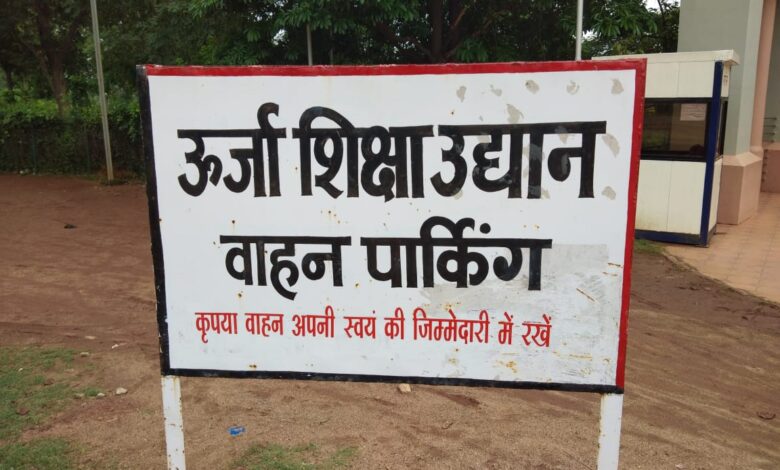 ऊर्जा शिक्षा उद्यान
वाहन पार्किंग
कृपया वाहन अपनी स्वयं की जिम्मेदारी में रखें